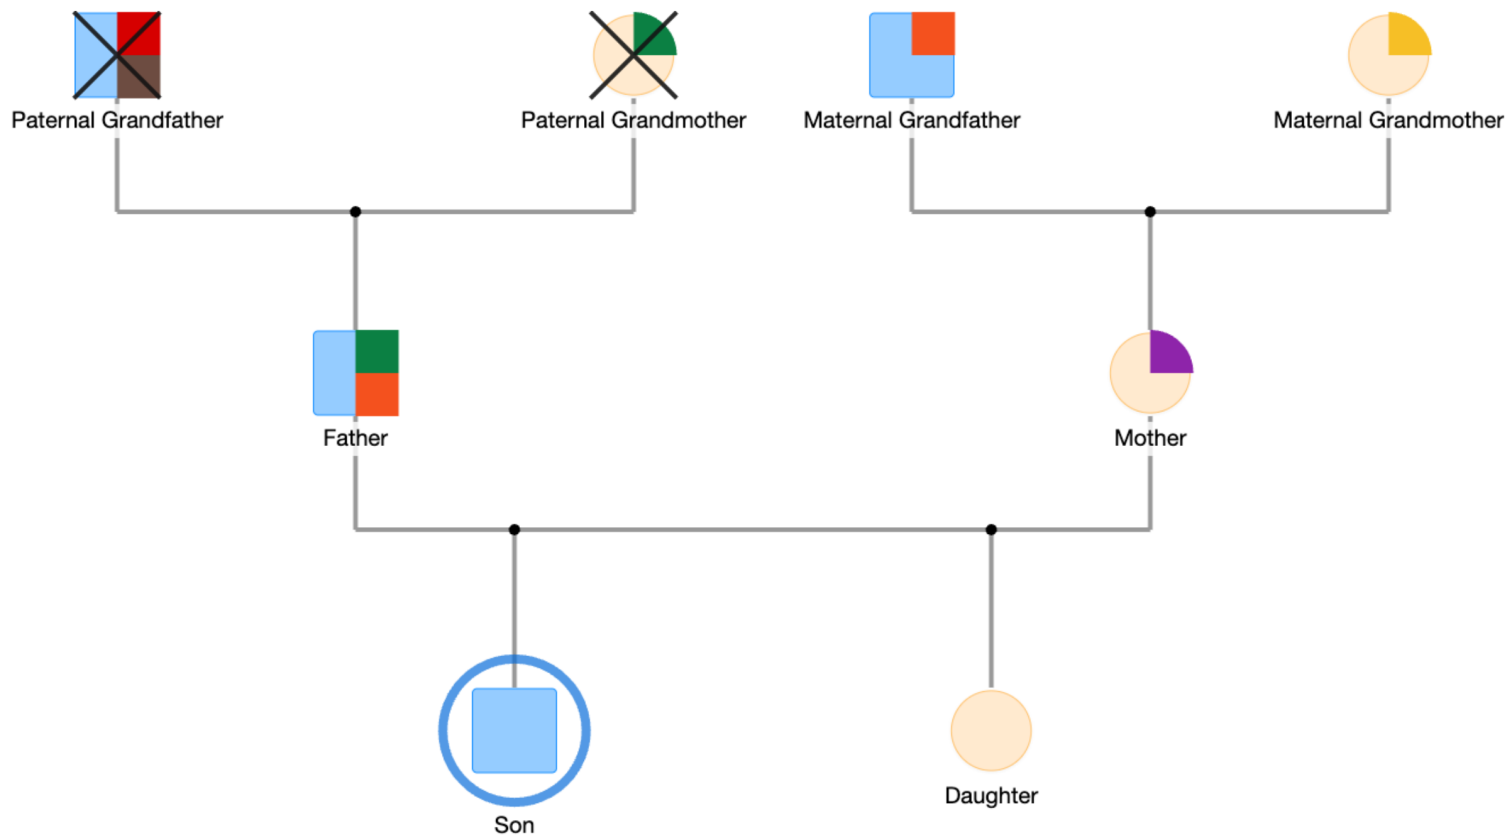 Paternal Grandfather
Paternal Grandmother
Maternal Grandfather
Maternal Grandmother
Father
Mother
Daughter
Son